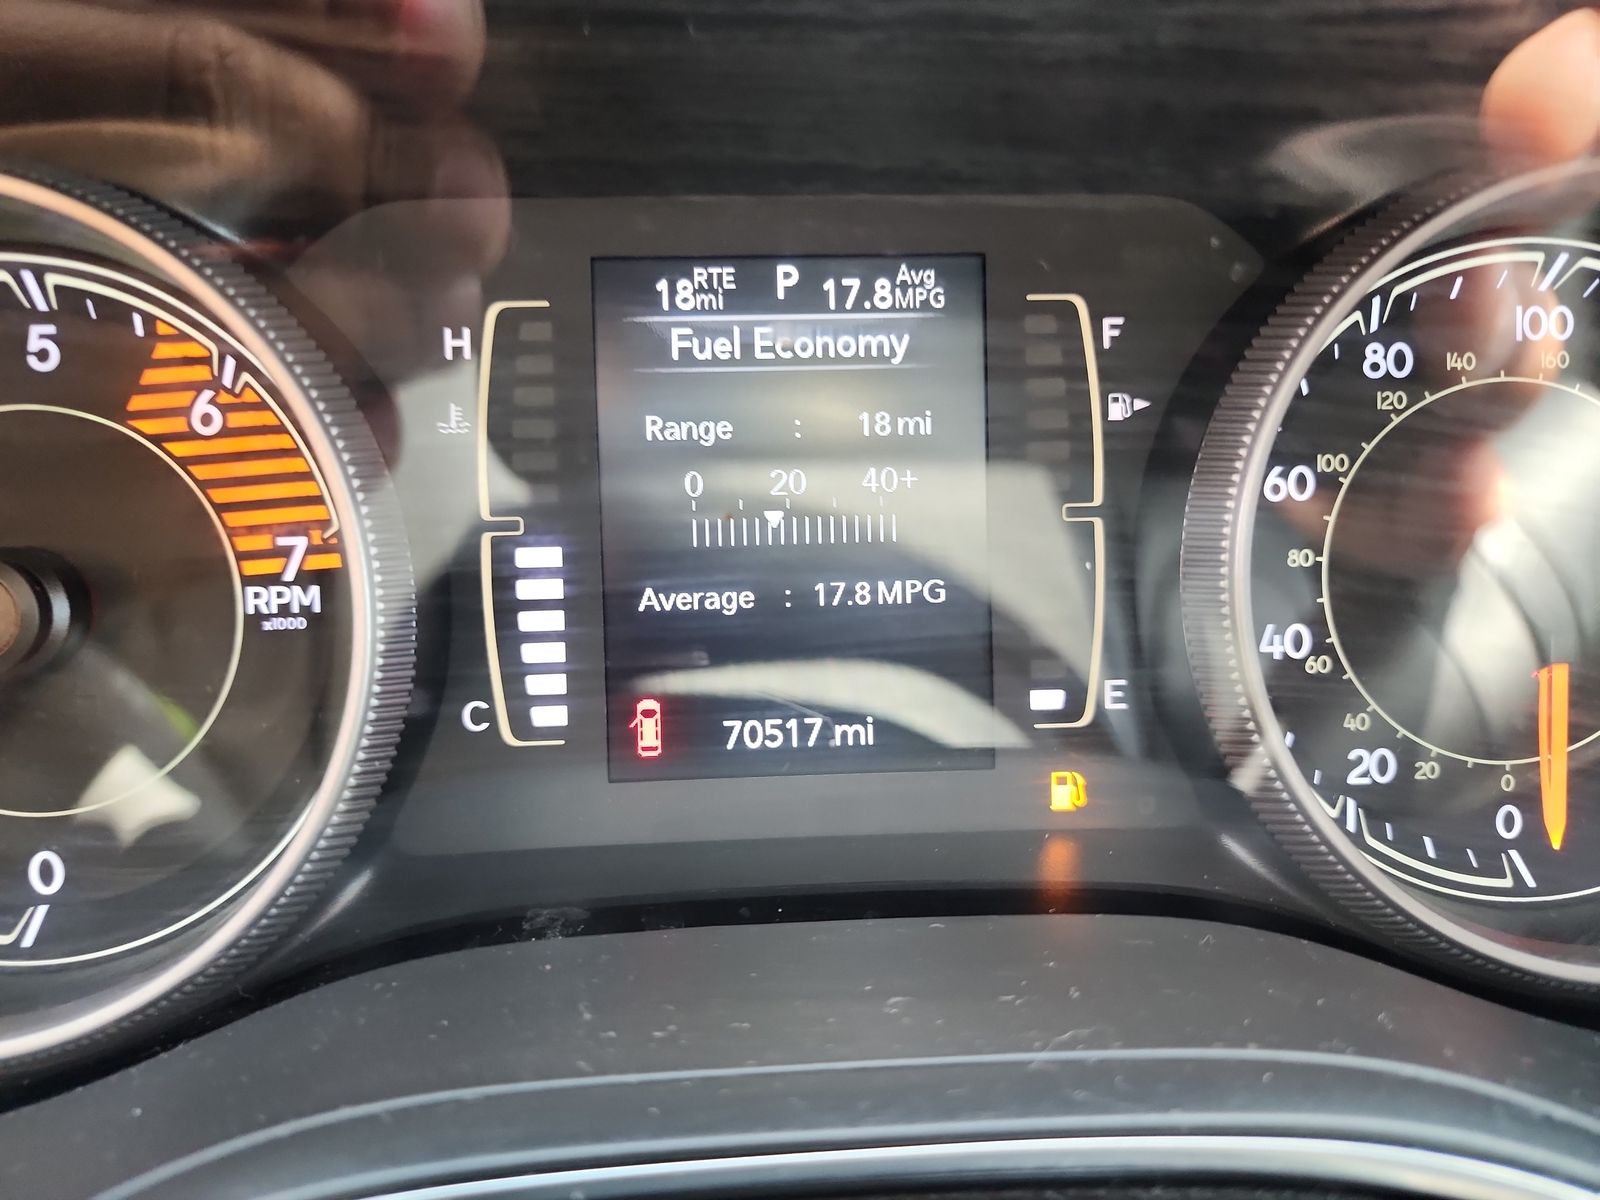 5
6
7
RPM
x1000
0
H
C
18 mi RTE P 17.8 Avg MPG
Fuel Economy
Range : 18 mi
0 20 40+
Average : 17.8 MPG
70517 mi
F
E
100
80
60
40
20
0
160
140
120
100
80
60
40
20
0